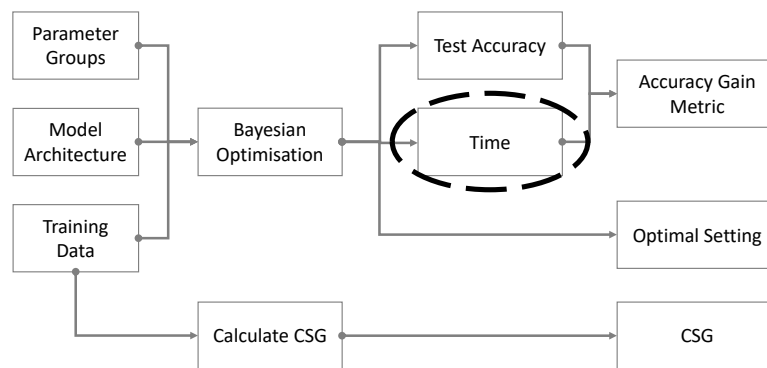 Parameter
Groups
Test Accuracy
Accuracy Gain
Metric
Model
Architecture
Bayesian
Optimisation
Time
Training
Data
Optimal Setting
Calculate CSG
CSG